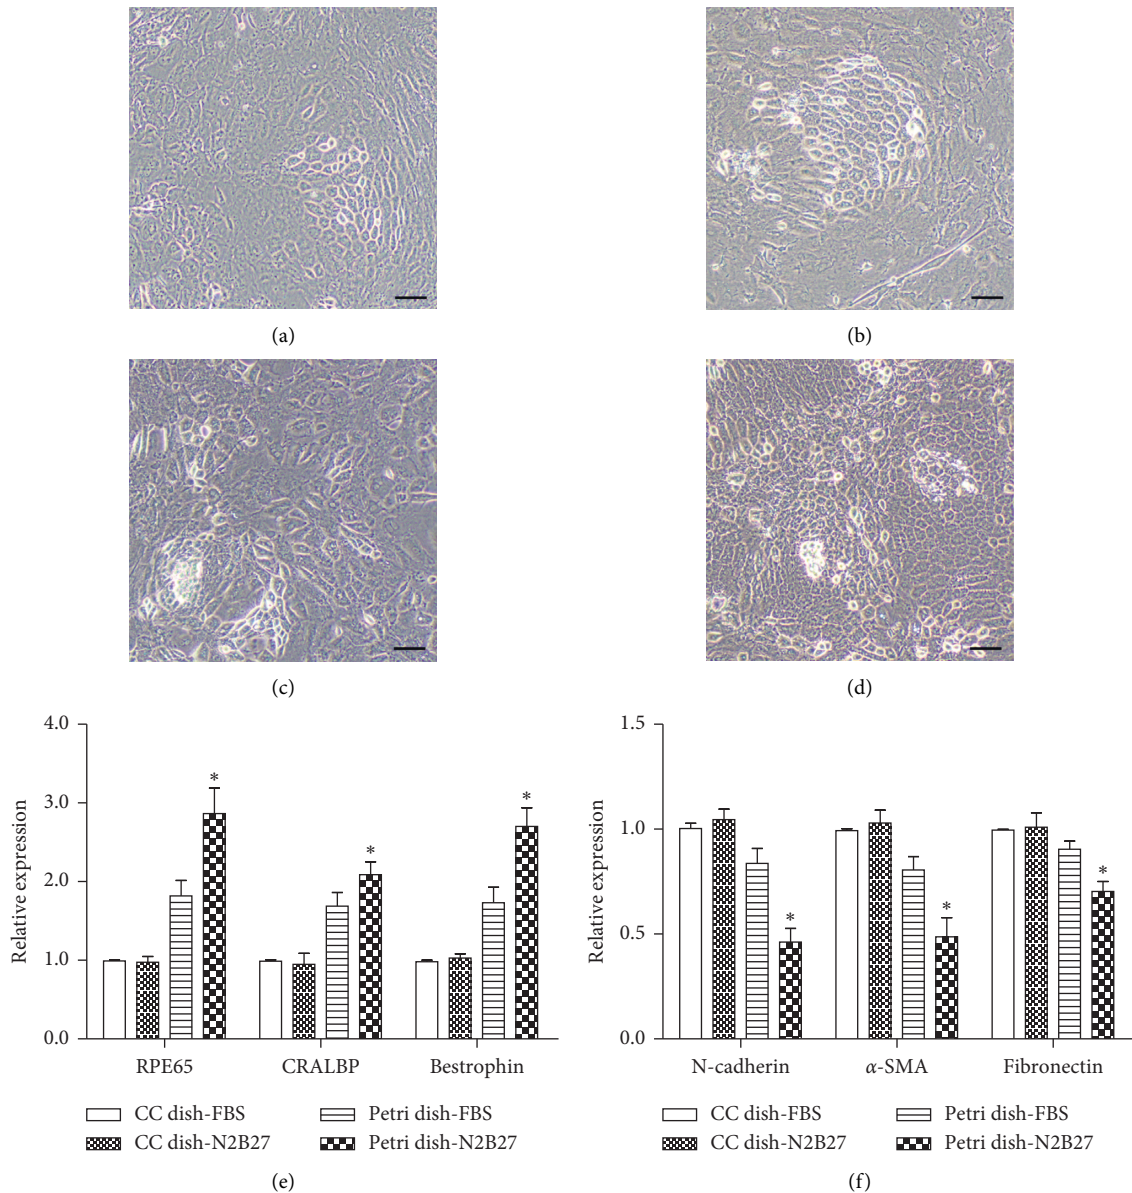 (a)
(b)
(c)
(d)
Relative expression
4.0
3.0
2.0
1.0
0.0
*
*
*
RPE65
CRALBP
Bestrophin
CC dish-FBS
Petri dish-FBS
CC dish-N2B27
Petri dish-N2B27
(e)
Relative expression
1.5
1.0
0.5
0.0
*
*
*
N-cadherin
α-SMA
Fibronectin
CC dish-FBS
Petri dish-FBS
CC dish-N2B27
Petri dish-N2B27
(f)